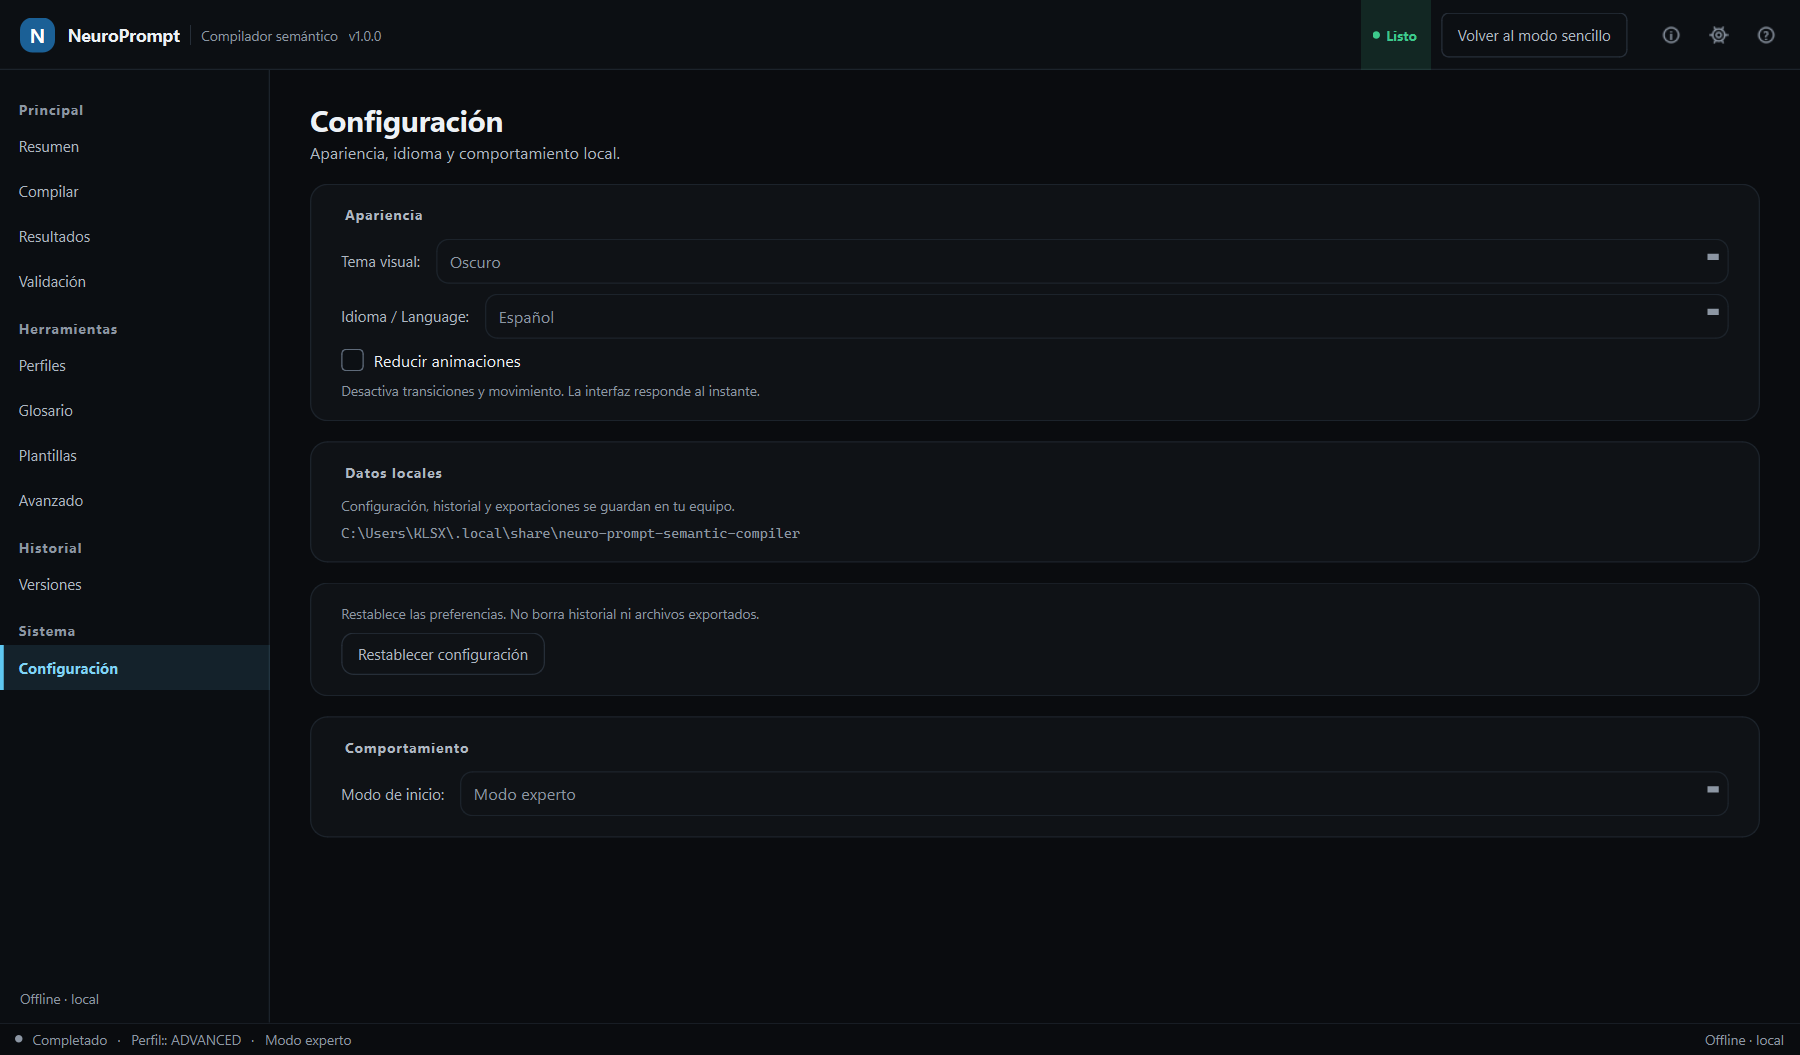 N NeuroPrompt Compilador semántico v1.0.0
Listo
Volver al modo sencillo
Principal
Resumen
Compilar
Resultados
Validación
Herramientas
Perfiles
Glosario
Plantillas
Avanzado
Historial
Versiones
Sistema
Configuración
Offline · local
Configuración
Apariencia, idioma y comportamiento local.
Apariencia
Tema visual: Oscuro
Idioma / Language: Español
Reducir animaciones
Desactiva transiciones y movimiento. La interfaz responde al instante.
Datos locales
Configuración, historial y exportaciones se guardan en tu equipo.
C:\Users\KLSX\.local\share\neuro-prompt-semantic-compiler
Restablece las preferencias. No borra historial ni archivos exportados.
Restablecer configuración
Comportamiento
Modo de inicio: Modo experto
Completado · Perfil:: ADVANCED · Modo experto
Offline · local